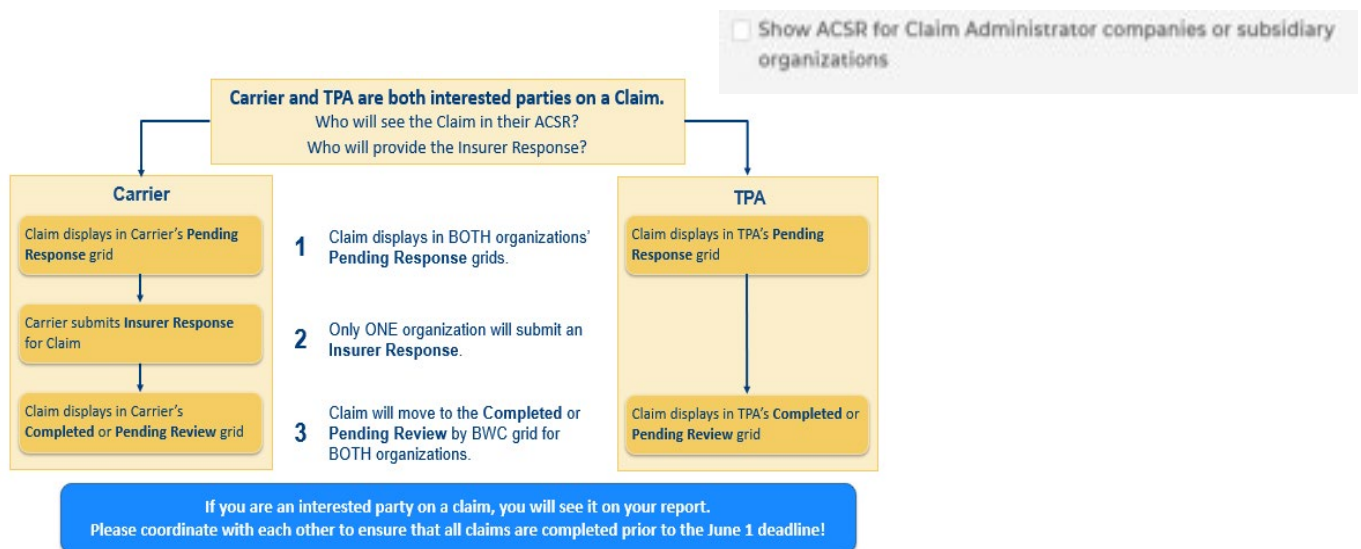 Show ACSR for Claim Administrator companies or subsidiary
organizations
Carrier and TPA are both interested parties on a Claim.
Who will see the Claim in their ACSR?
Who will provide the Insurer Response?
Carrier
Claim displays in Carrier's Pending
Response grid
Carrier submits Insurer Response
for Claim
Claim displays in Carrier's
Completed or Pending Review grid
1
Claim displays in BOTH organizations'
Pending Response grids.
2
Only ONE organization will submit an
Insurer Response.
3
Claim will move to the Completed or
Pending Review by BWC grid for
BOTH organizations.
TPA
Claim displays in TPA's Pending
Response grid
Claim displays in TPA's Completed or
Pending Review grid
If you are an interested party on a claim, you will see it on your report.
Please coordinate with each other to ensure that all claims are completed prior to the June 1 deadline!